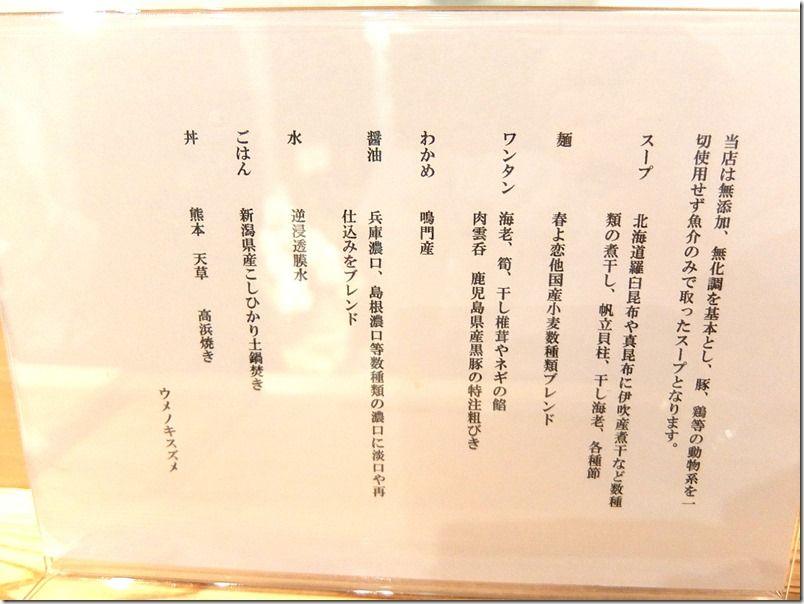 当店は無添加、無化調を基本とし、豚、鶏等の動物系を一
切使用せず魚介のみで取ったスープとなります。
スープ 北海道羅臼昆布や真昆布に伊吹産煮干など数種
類の煮干し、帆立貝柱、干し海老、各種節
麺 春よ恋他国産小麦数種類ブレンド
ワンタン 海老、筍、干し椎茸やネギの餡
肉雲呑 鹿児島県産黒豚の特注粗びき
わかめ 鳴門産
醤油 兵庫濃口、島根濃口等数種類の濃口に淡口や再
仕込みをブレンド
水 逆浸透膜水
ごはん 新潟県産こしひかり土鍋焚き
丼 熊本 天草 高浜焼き
ウメノキスズメ